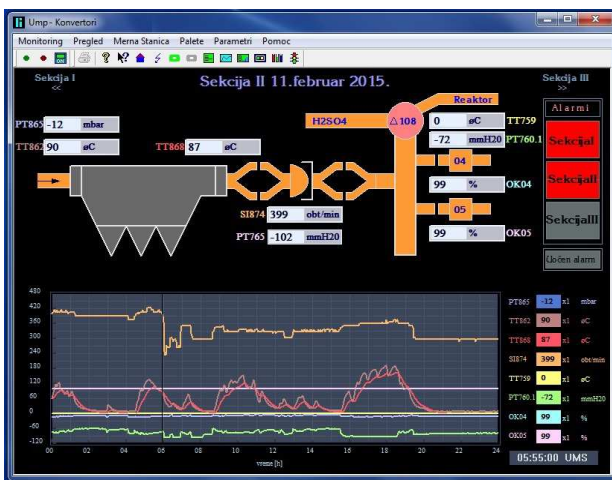 Ump - Konvertori
Monitoring Pregled Merna Stanica Palete Parametri Pomoc
Sekcija I
<<
Sekcija II 11.februar 2015.
Sekcija III
>>
PT865 -12 mbar
TT862 90 øC
TT868 87 øC
H2SO4
108
Reaktor
0 øC TT759
-72 mmH20 PT760.1
04
99 % OK04
05
99 % OK05
SI874 399 obt/min
PT765 -102 mmH20
Alarmi
SekcijaI
SekcijaII
SekcijaIII
Uočen alarm
480
420
360
300
240
180
120
60
0
-60
-120
00 02 04 06 08 10 12 14 16 18 20 22 24
vreme [h]
PT865 -12 x1 mbar
TT862 90 x1 øC
TT868 87 x1 øC
SI874 399 x1 obt/min
TT759 0 x1 øC
PT760.1 -72 x1 mmH20
OK04 99 x1 %
OK05 99 x1 %
05:55:00 UMS